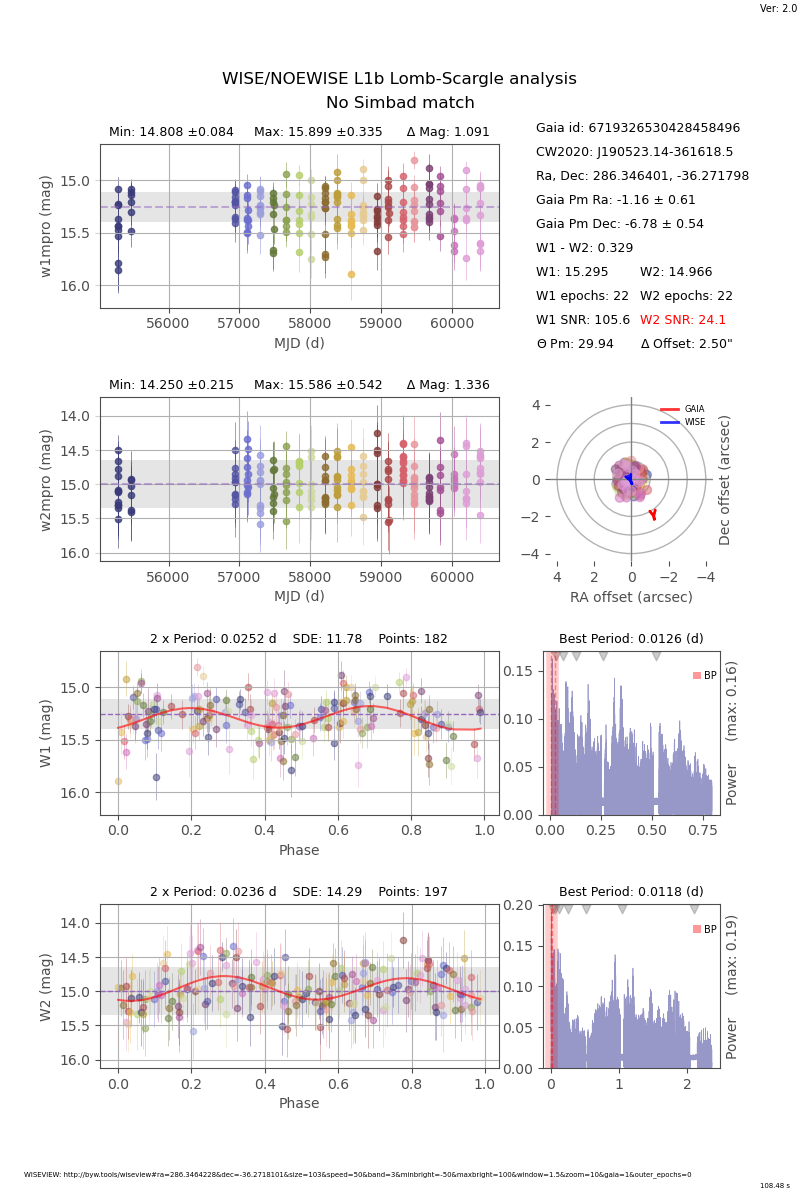 Ver: 2.0
WISE/NOEWISE L1b Lomb-Scargle analysis
No Simbad match
Min: 14.808 ±0.084 Max: 15.899 ±0.335 Δ Mag: 1.091
15.0
15.5
16.0
w1mpro (mag)
56000 57000 58000 59000 60000
MJD (d)
Gaia id: 6719326530428458496
CW2020: J190523.14-361618.5
Ra, Dec: 286.346401, -36.271798
Gaia Pm Ra: -1.16 ± 0.61
Gaia Pm Dec: -6.78 ± 0.54
W1 - W2: 0.329
W1: 15.295 W2: 14.966
W1 epochs: 22 W2 epochs: 22
W1 SNR: 105.6 W2 SNR: 24.1
Θ Pm: 29.94 Δ Offset: 2.50"
Min: 14.250 ±0.215 Max: 15.586 ±0.542 Δ Mag: 1.336
14.0
14.5
15.0
15.5
16.0
w2mpro (mag)
56000 57000 58000 59000 60000
MJD (d)
GAIA
WISE
4
2
0
−2
−4
4 2 0 −2 −4
RA offset (arcsec)
Dec offset (arcsec)
2 x Period: 0.0252 d SDE: 11.78 Points: 182
15.0
15.5
16.0
W1 (mag)
0.0 0.2 0.4 0.6 0.8 1.0
Phase
Best Period: 0.0126 (d)
BP
0.15
0.10
0.05
0.00
0.00 0.25 0.50 0.75
Power (max: 0.16)
2 x Period: 0.0236 d SDE: 14.29 Points: 197
14.0
14.5
15.0
15.5
16.0
W2 (mag)
0.0 0.2 0.4 0.6 0.8 1.0
Phase
Best Period: 0.0118 (d)
BP
0.20
0.15
0.10
0.05
0.00
0 1 2
Power (max: 0.19)
WISEVIEW: http://byw.tools/wiseview#ra=286.3464228&dec=-36.2718101&size=103&speed=50&band=3&minbright=-50&maxbright=100&window=1.5&zoom=10&gaia=1&outer_epochs=0
108.48 s